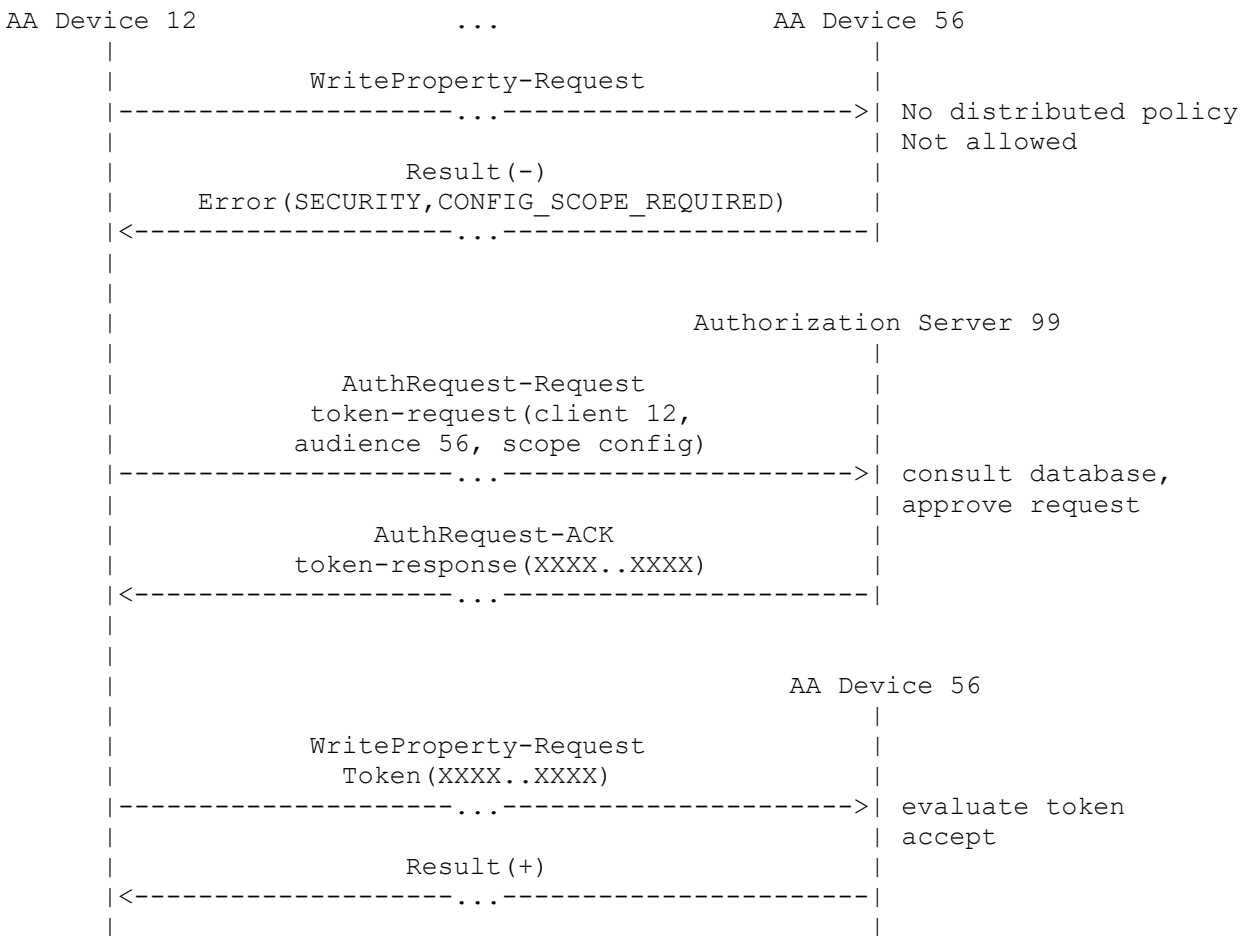 AA Device 12 ... AA Device 56
WriteProperty-Request
... No distributed policy
Not allowed
Result(-)
Error(SECURITY,CONFIG_SCOPE_REQUIRED)
...
Authorization Server 99
AuthRequest-Request
token-request(client 12,
audience 56, scope config)
... consult database,
approve request
AuthRequest-ACK
token-response(XXXX..XXXX)
...
AA Device 56
WriteProperty-Request
Token(XXXX..XXXX)
... evaluate token
accept
Result(+)
...